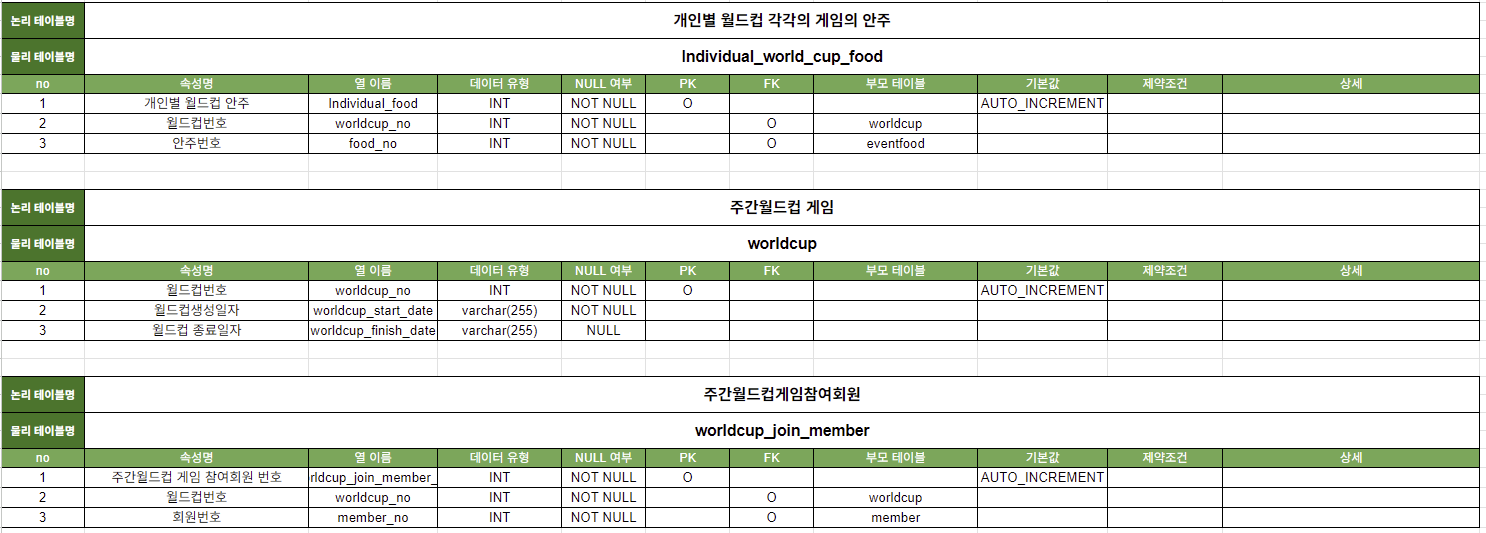 논리 테이블명 개인별 월드컵 각각의 게임의 안주
물리 테이블명 Individual_world_cup_food
no 속성명 열 이름 데이터 유형 NULL 여부 PK FK 부모 테이블 기본값 제약조건 상세
1 개인별 월드컵 안주 Individual_food INT NOT NULL O AUTO_INCREMENT
2 월드컵번호 worldcup_no INT NOT NULL O worldcup
3 안주번호 food_no INT NOT NULL O eventfood
논리 테이블명 주간월드컵 게임
물리 테이블명 worldcup
no 속성명 열 이름 데이터 유형 NULL 여부 PK FK 부모 테이블 기본값 제약조건 상세
1 월드컵번호 worldcup_no INT NOT NULL O AUTO_INCREMENT
2 월드컵생성일자 worldcup_start_date varchar(255) NOT NULL
3 월드컵 종료일자 worldcup_finish_date varchar(255) NULL
논리 테이블명 주간월드컵게임참여회원
물리 테이블명 worldcup_join_member
no 속성명 열 이름 데이터 유형 NULL 여부 PK FK 부모 테이블 기본값 제약조건 상세
1 주간월드컵 게임 참여회원 번호 rldcup_join_member_ INT NOT NULL O AUTO_INCREMENT
2 월드컵번호 worldcup_no INT NOT NULL O worldcup
3 회원번호 member_no INT NOT NULL O member